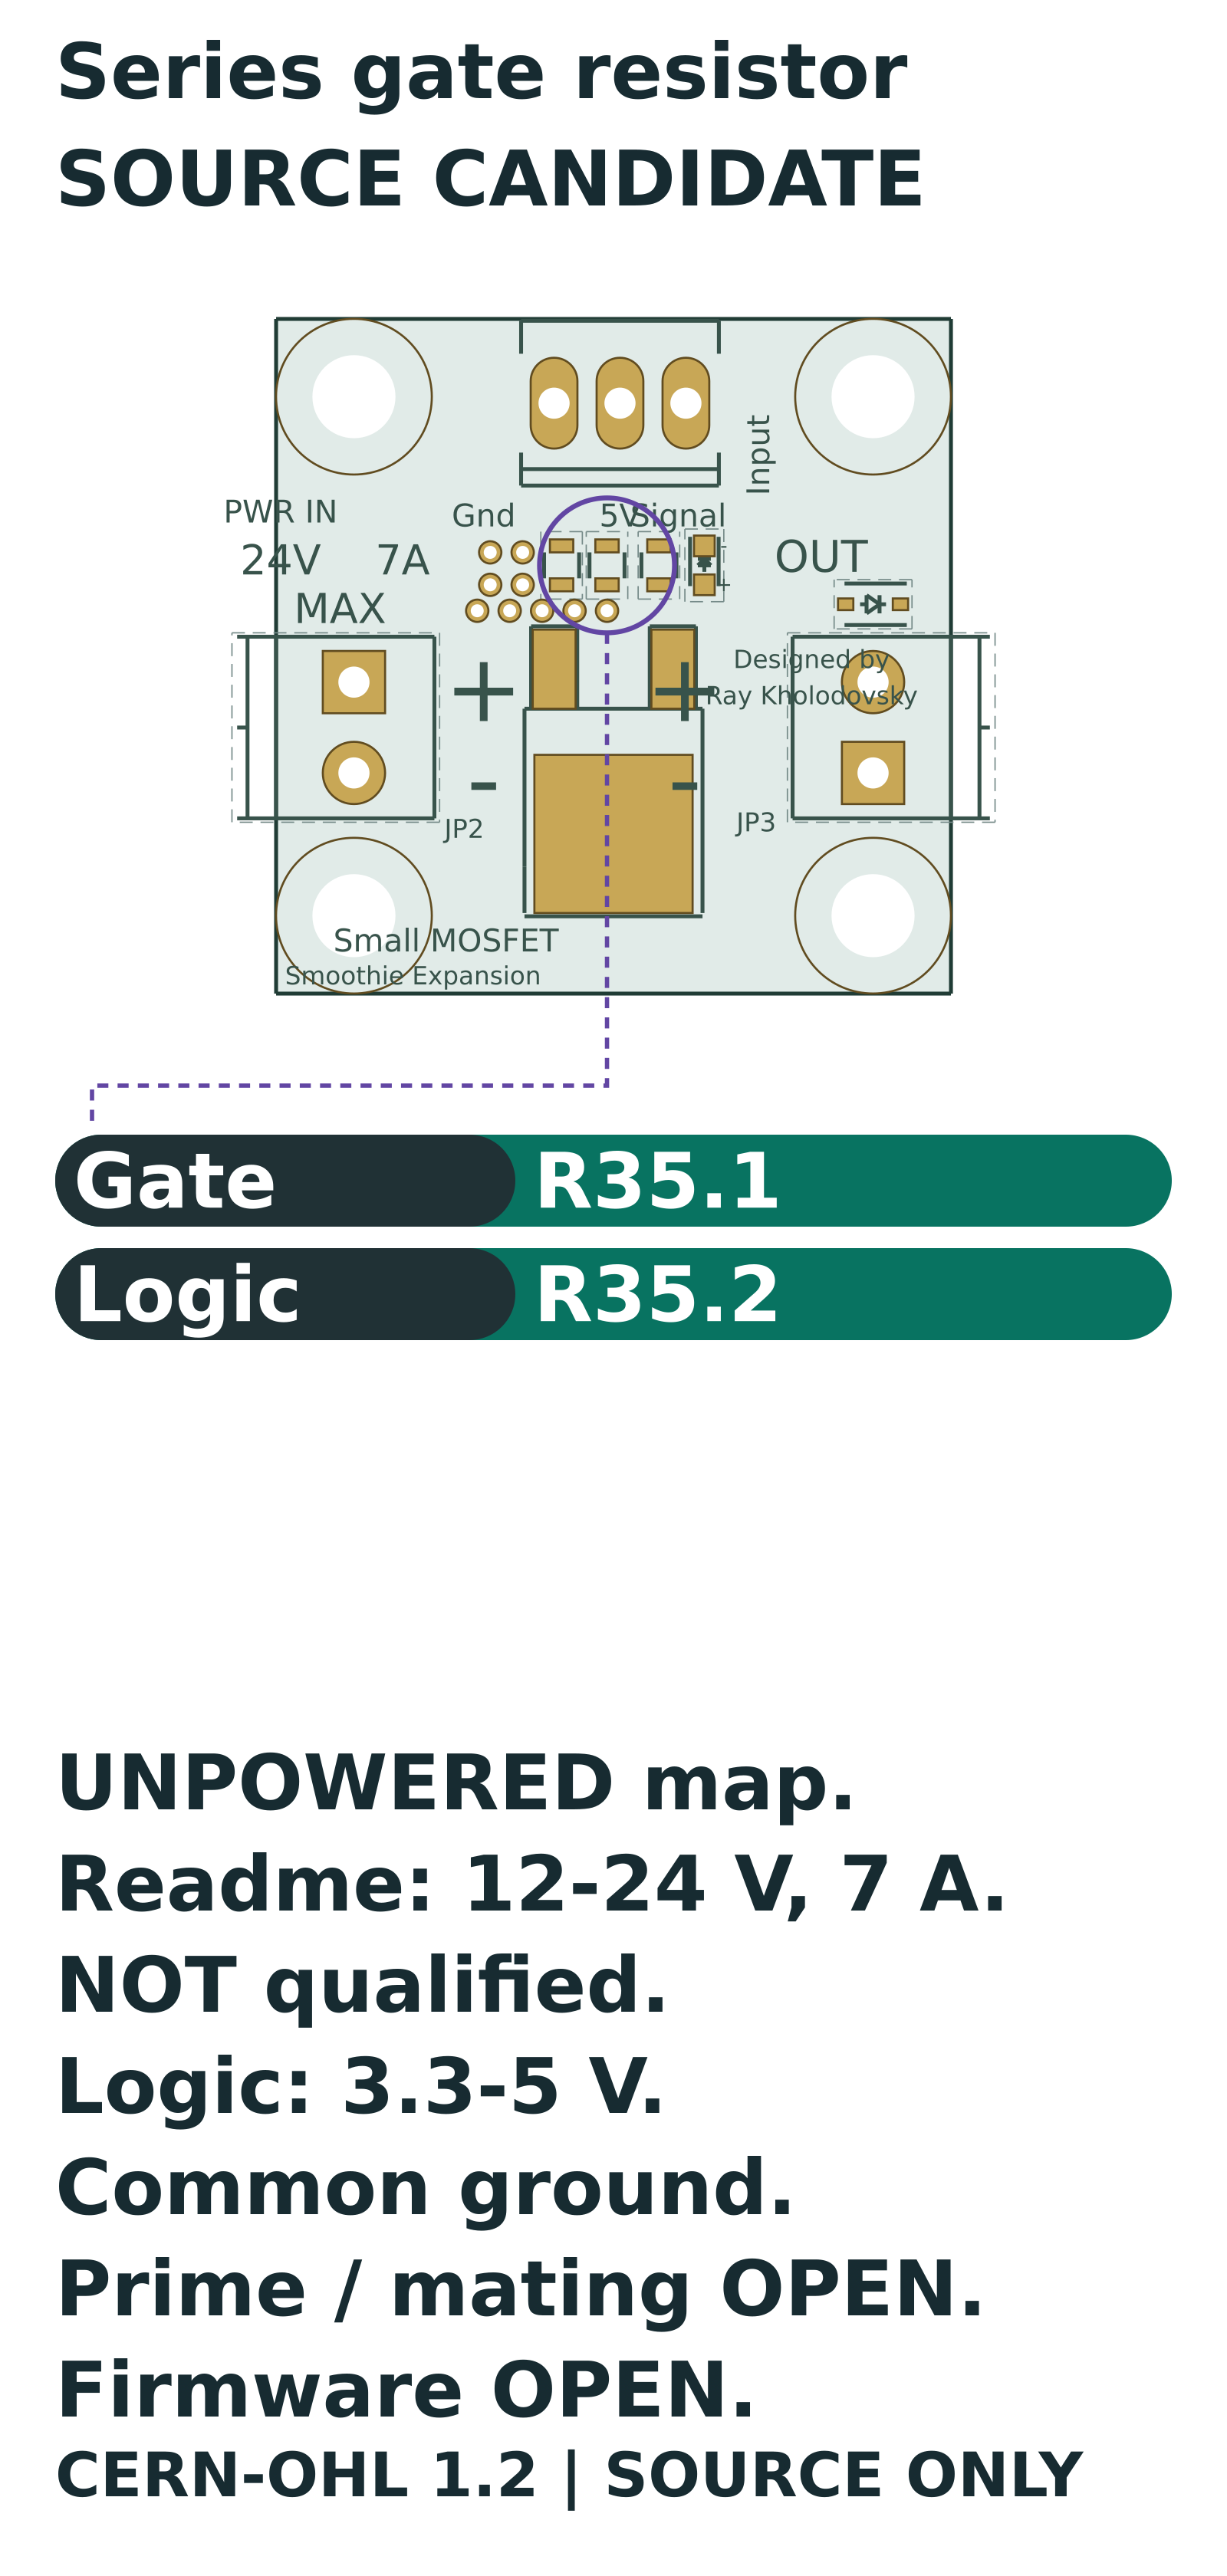 Series gate resistor
SOURCE CANDIDATE
Input
PWR IN
Gnd 5V Signal
24V 7A
MAX
OUT
-
+
Designed by
Ray Kholodovsky
+ +
- -
JP2 JP3
Small MOSFET
Smoothie Expansion
Gate R35.1
Logic R35.2
UNPOWERED map.
Readme: 12-24 V, 7 A.
NOT qualified.
Logic: 3.3-5 V.
Common ground.
Prime / mating OPEN.
Firmware OPEN.
CERN-OHL 1.2 | SOURCE ONLY